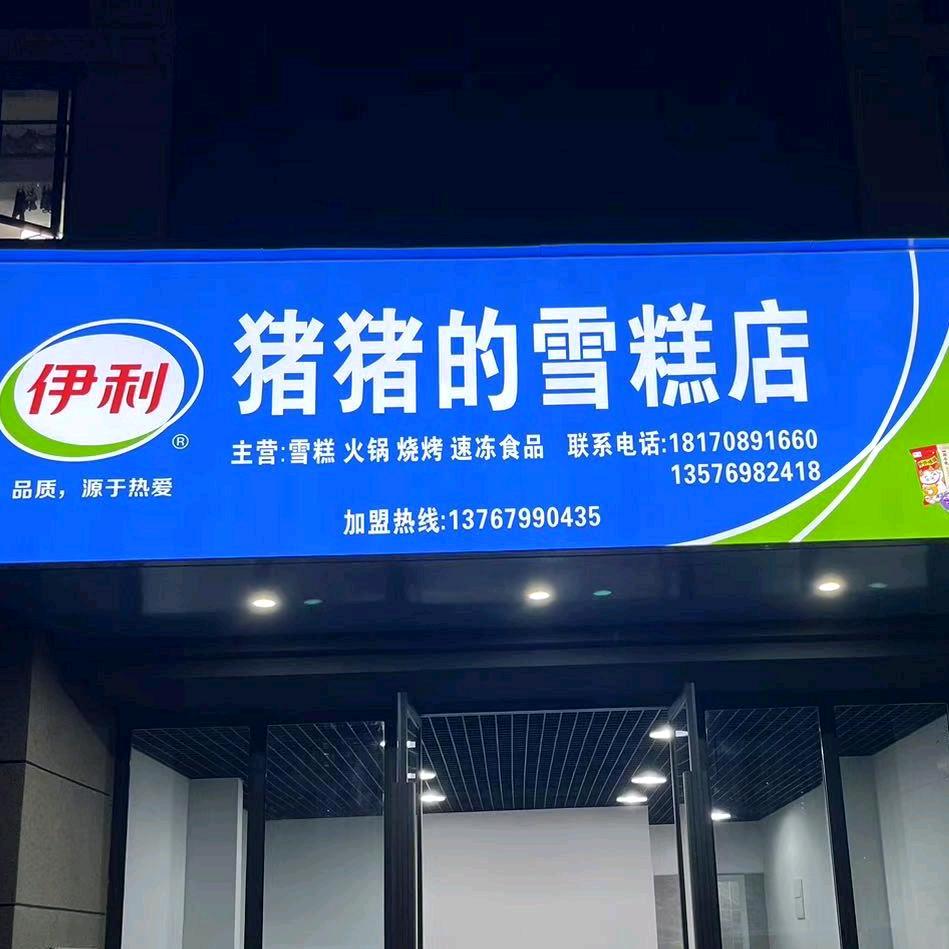 伊利
®
品质，源于热爱
猪猪的雪糕店
主营:雪糕 火锅 烧烤 速冻食品 联系电话:18170891660
13576982418
加盟热线:13767990435